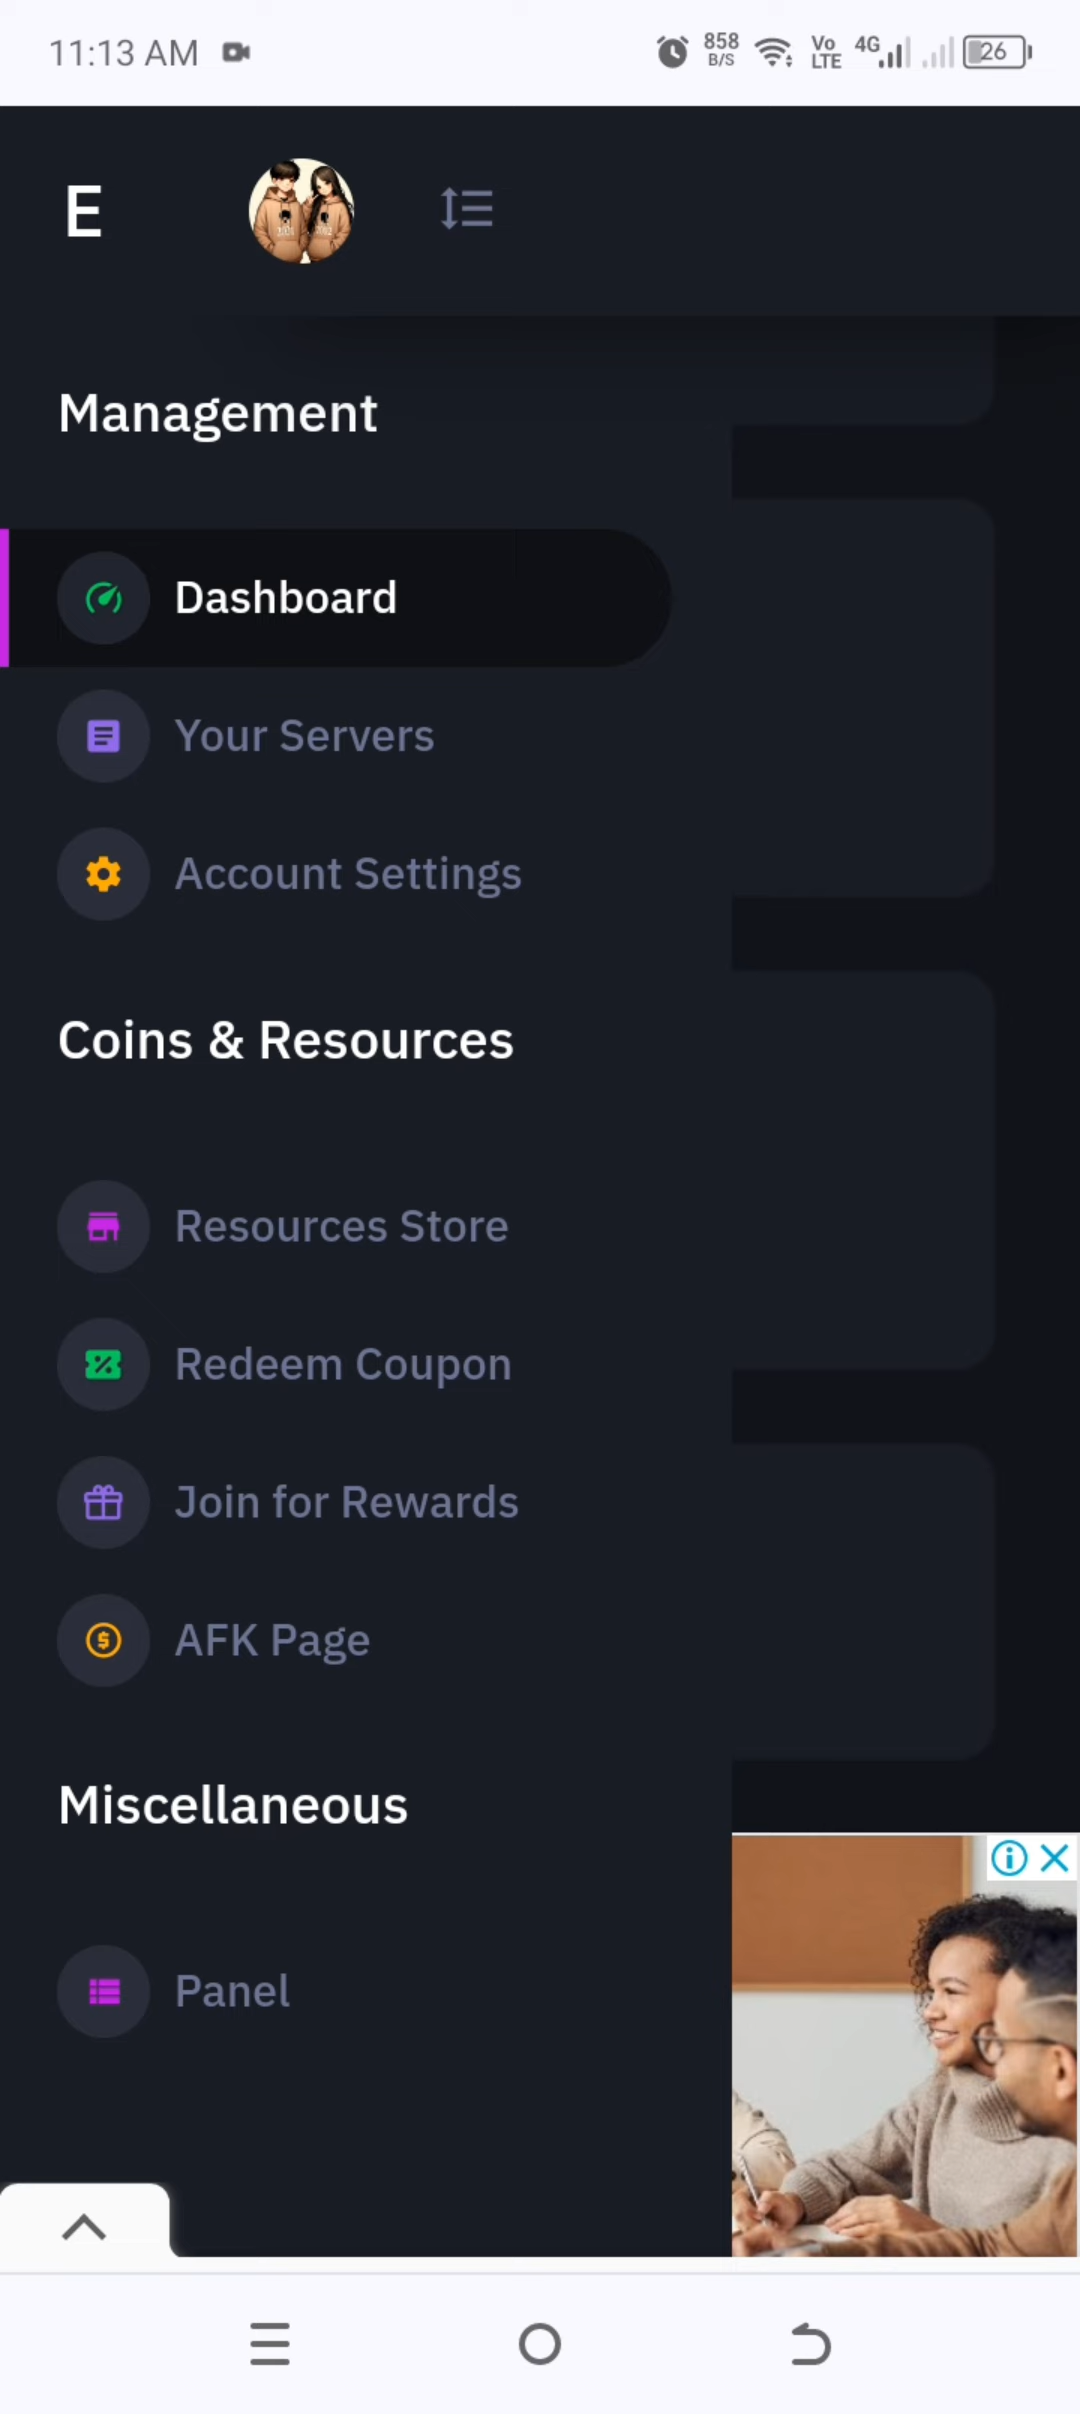 11:13 AM
858
B/S
Vo
LTE
4G
26
E
Management
Dashboard
Your Servers
Account Settings
Coins & Resources
Resources Store
Redeem Coupon
Join for Rewards
AFK Page
Miscellaneous
Panel